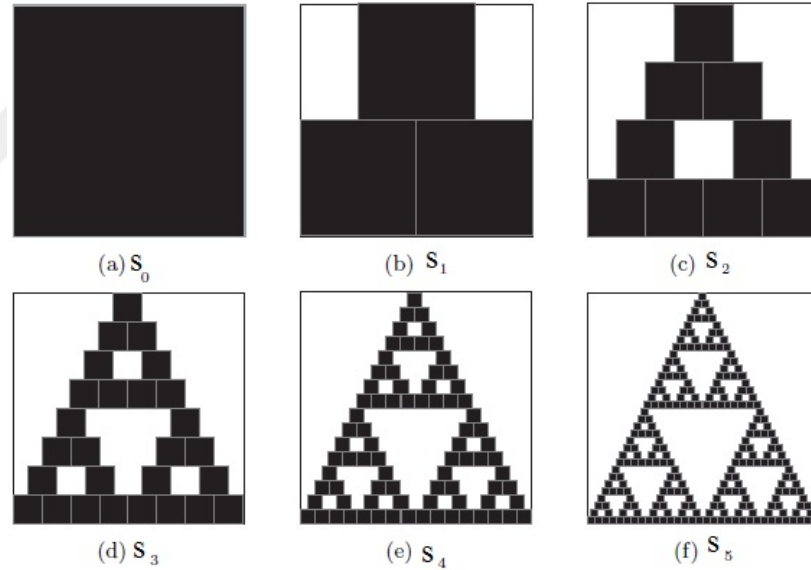 (a) S₀
(b) S₁
(c) S₂
(d) S₃
(e) S₄
(f) S₅